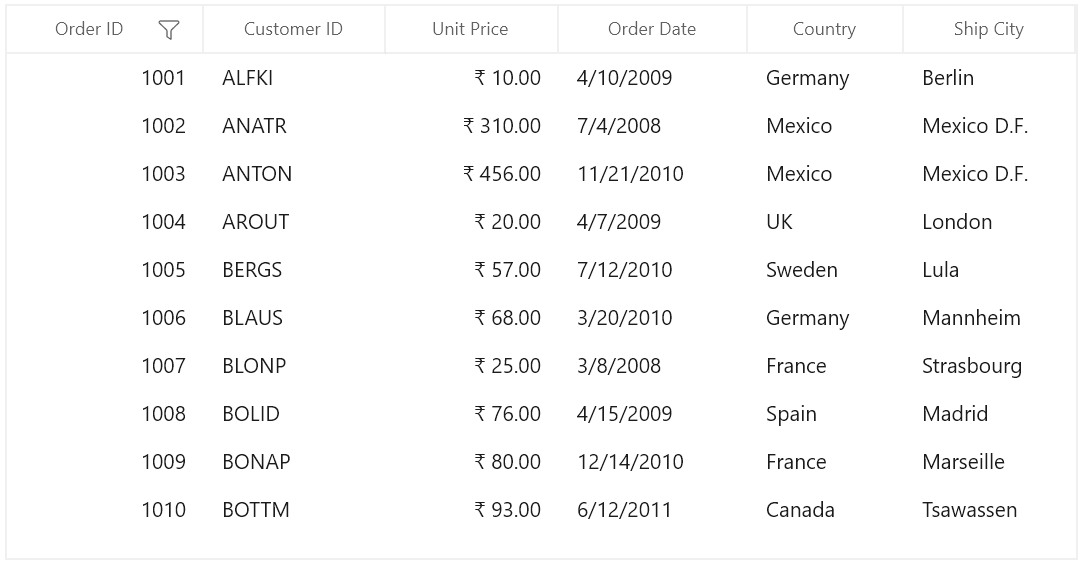 Order ID Customer ID Unit Price Order Date Country Ship City
1001 ALFKI ₹ 10.00 4/10/2009 Germany Berlin
1002 ANATR ₹ 310.00 7/4/2008 Mexico Mexico D.F.
1003 ANTON ₹ 456.00 11/21/2010 Mexico Mexico D.F.
1004 AROUT ₹ 20.00 4/7/2009 UK London
1005 BERGS ₹ 57.00 7/12/2010 Sweden Lula
1006 BLAUS ₹ 68.00 3/20/2010 Germany Mannheim
1007 BLONP ₹ 25.00 3/8/2008 France Strasbourg
1008 BOLID ₹ 76.00 4/15/2009 Spain Madrid
1009 BONAP ₹ 80.00 12/14/2010 France Marseille
1010 BOTTM ₹ 93.00 6/12/2011 Canada Tsawassen